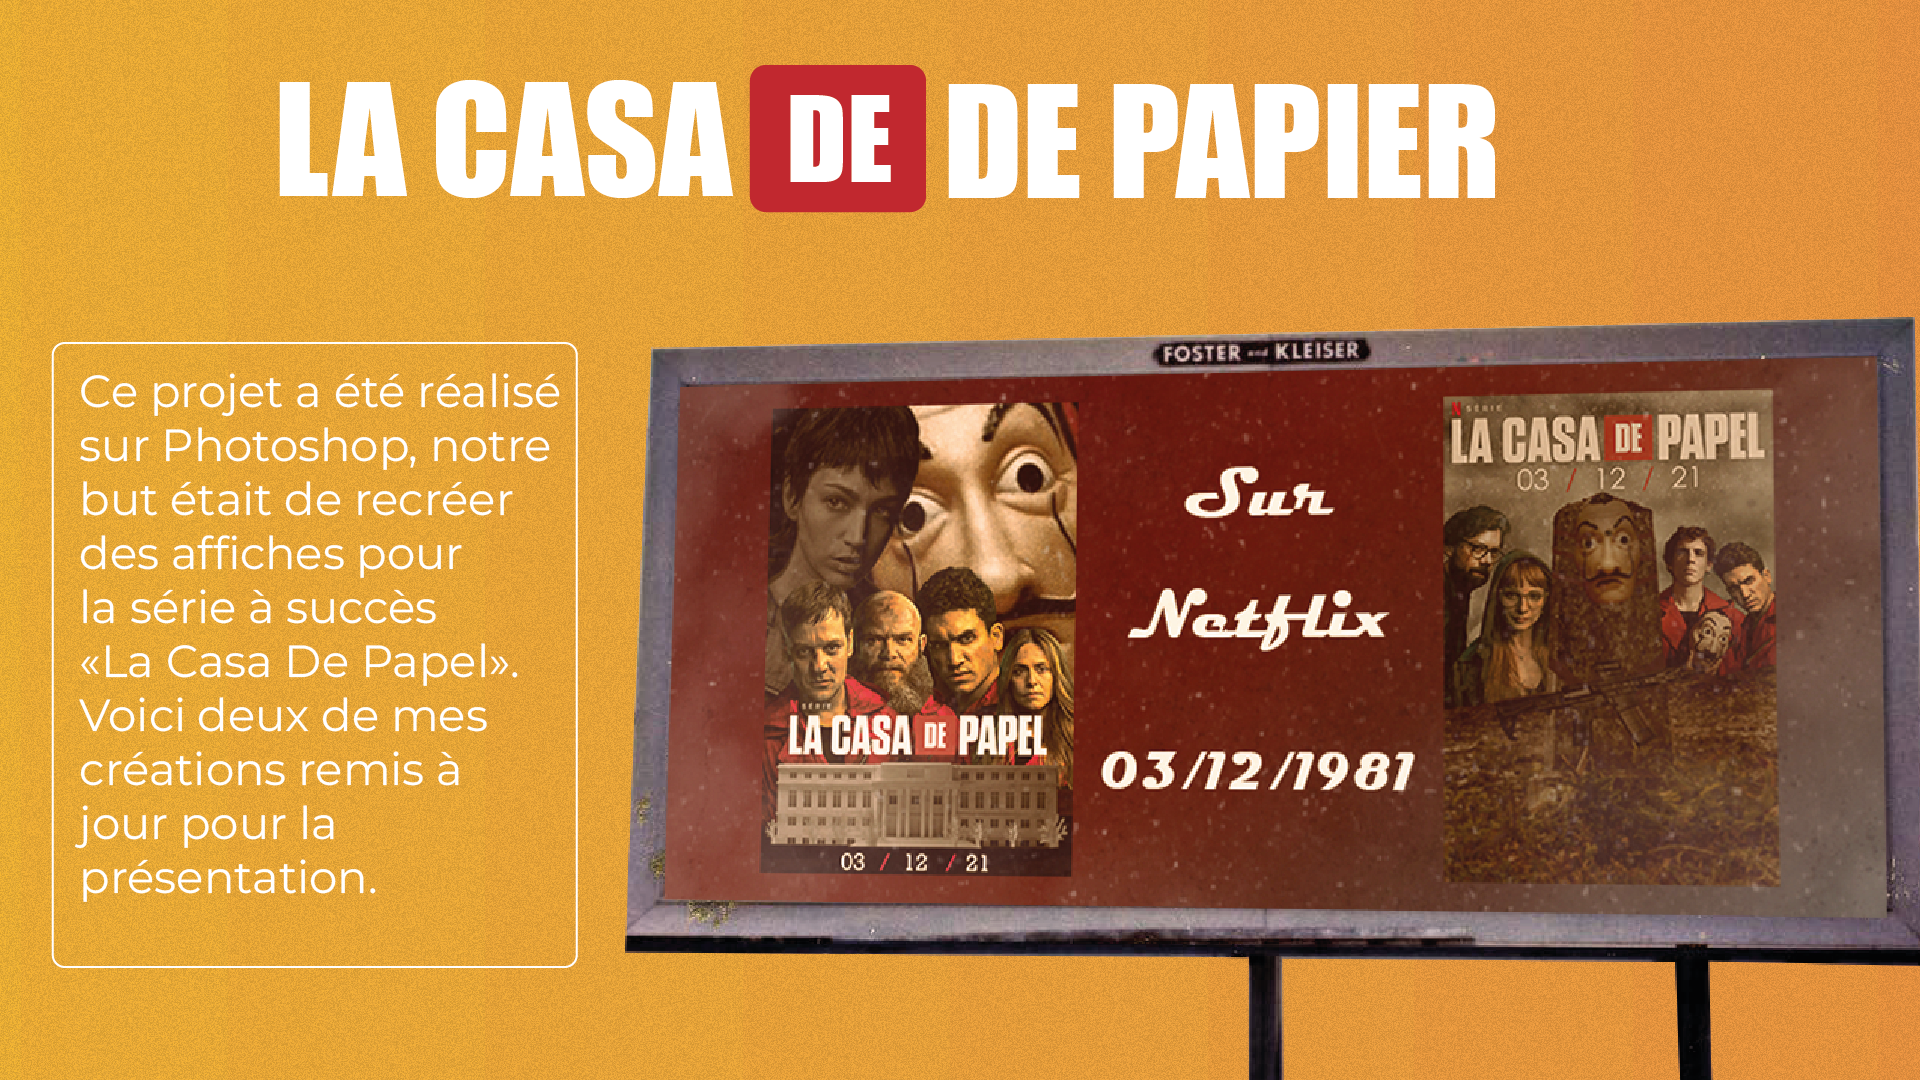 LA CASA DE DE PAPIER
Ce projet a été réalisé
sur Photoshop, notre
but était de recréer
des affiches pour
la série à succès
«La Casa De Papel».
Voici deux de mes
créations remis à
jour pour la
présentation.
FOSTER and KLEISER
N SÉRIE
LA CASA DE PAPEL
03 / 12 / 21
Sur
Netflix
03/12/1981
N SÉRIE
LA CASA DE PAPEL
03 / 12 / 21